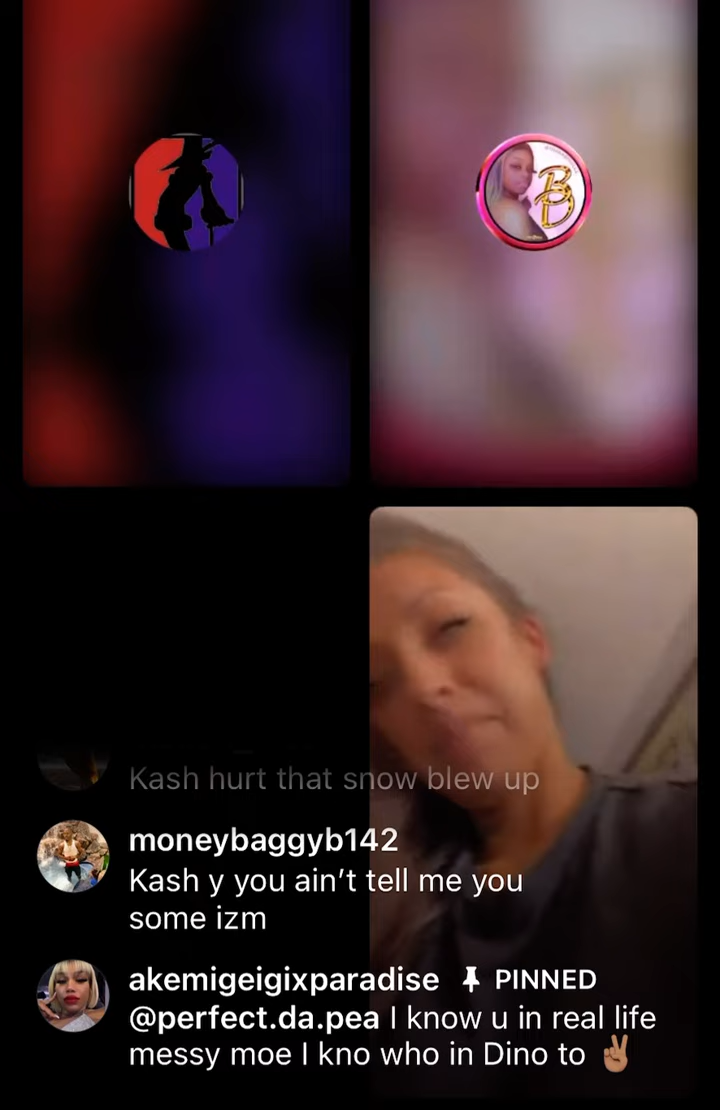 BD
Kash hurt that snow blew up
moneybaggyb142
Kash y you ain’t tell me you
some izm
akemigeigixparadise PINNED
@perfect.da.pea I know u in real life
messy moe I kno who in Dino to ✌🏽